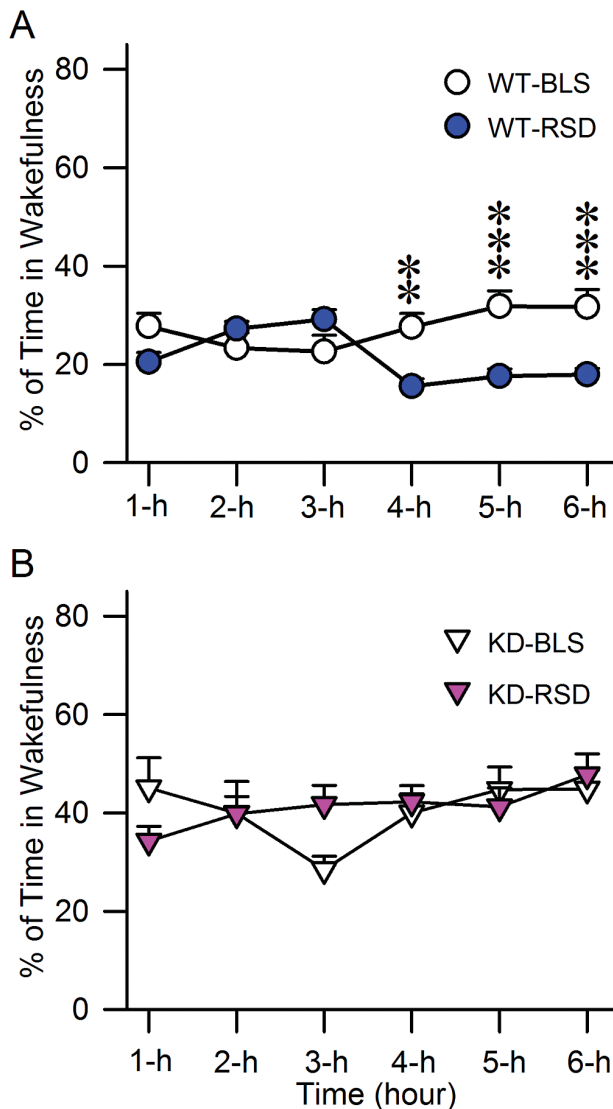 A
% of Time in Wakefulness
80
60
40
20
0
WT-BLS
WT-RSD
**
***
***
1-h 2-h 3-h 4-h 5-h 6-h
B
% of Time in Wakefulness
80
60
40
20
0
KD-BLS
KD-RSD
1-h 2-h 3-h 4-h 5-h 6-h
Time (hour)